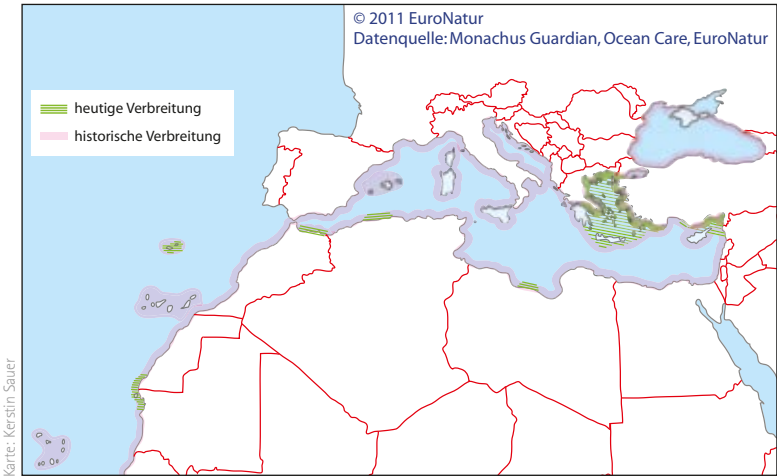 © 2011 EuroNatur
Datenquelle: Monachus Guardian, Ocean Care, EuroNatur
heutige Verbreitung
historische Verbreitung
Karte: Kerstin Sauer